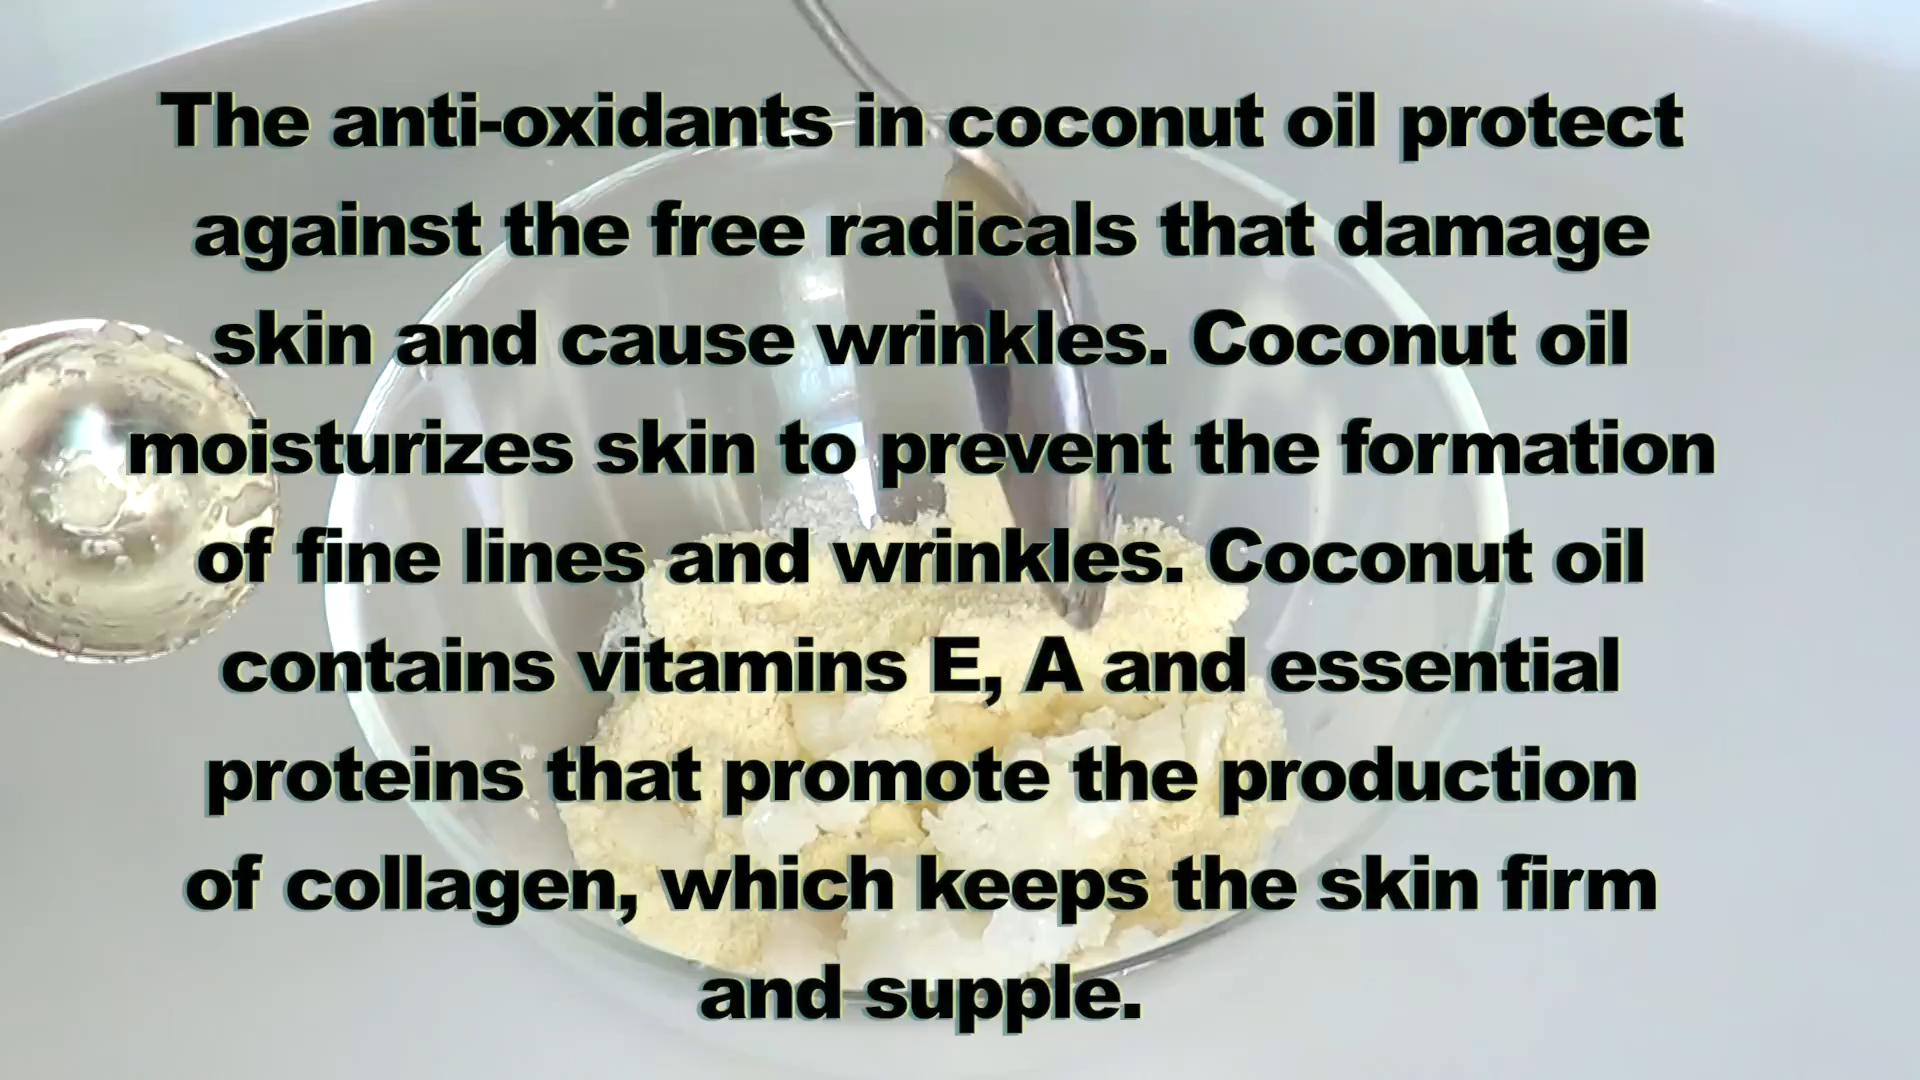 The anti-oxidants in coconut oil protect
against the free radicals that damage
skin and cause wrinkles. Coconut oil
moisturizes skin to prevent the formation
of fine lines and wrinkles. Coconut oil
contains vitamins E, A and essential
proteins that promote the production
of collagen, which keeps the skin firm
and supple.